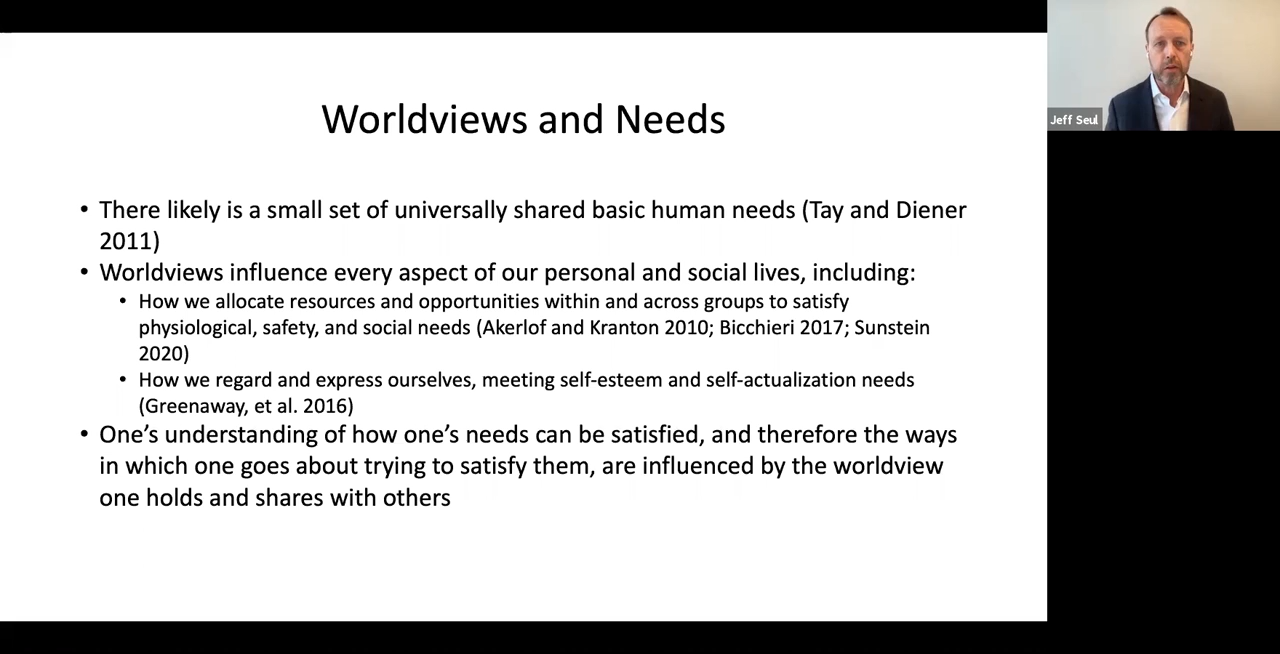 Worldviews and Needs
• There likely is a small set of universally shared basic human needs (Tay and Diener
2011)
• Worldviews influence every aspect of our personal and social lives, including:
• How we allocate resources and opportunities within and across groups to satisfy
physiological, safety, and social needs (Akerlof and Kranton 2010; Bicchieri 2017; Sunstein
2020)
• How we regard and express ourselves, meeting self-esteem and self-actualization needs
(Greenaway, et al. 2016)
• One’s understanding of how one’s needs can be satisfied, and therefore the ways
in which one goes about trying to satisfy them, are influenced by the worldview
one holds and shares with others
Jeff Seul